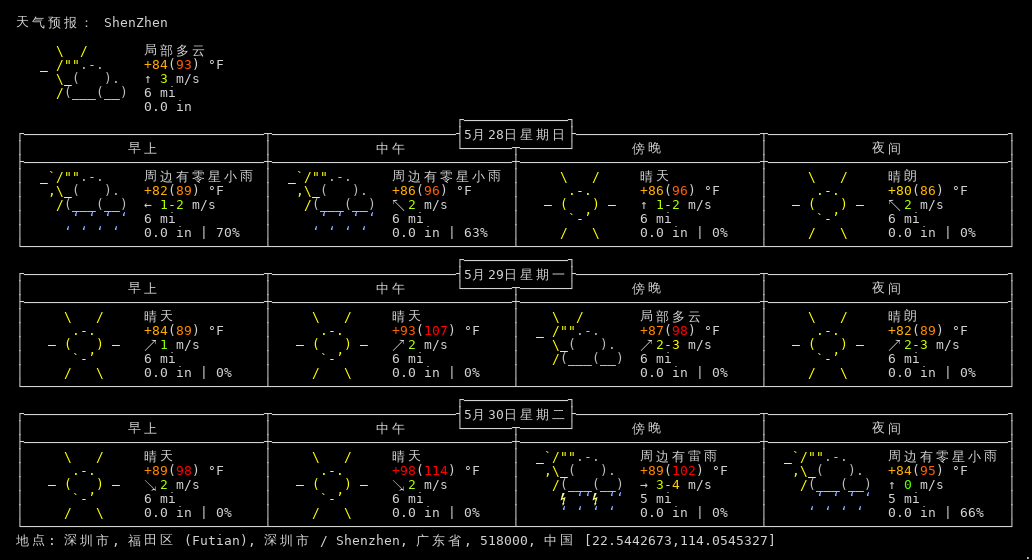 天气预报： ShenZhen
局部多云
+84(93) °F
↑ 3 m/s
6 mi
0.0 in
5月28日星期日
早上 中午 傍晚 夜间
周边有零星小雨 周边有零星小雨 晴天 晴朗
+82(89) °F +86(96) °F +86(96) °F +80(86) °F
← 1-2 m/s ↖ 2 m/s ↑ 1-2 m/s ↖ 2 m/s
6 mi 6 mi 6 mi 6 mi
0.0 in | 70% 0.0 in | 63% 0.0 in | 0% 0.0 in | 0%
5月29日星期一
早上 中午 傍晚 夜间
晴天 晴天 局部多云 晴朗
+84(89) °F +93(107) °F +87(98) °F +82(89) °F
↗ 1 m/s ↗ 2 m/s ↗ 2-3 m/s ↗ 2-3 m/s
6 mi 6 mi 6 mi 6 mi
0.0 in | 0% 0.0 in | 0% 0.0 in | 0% 0.0 in | 0%
5月30日星期二
早上 中午 傍晚 夜间
晴天 晴天 周边有雷雨 周边有零星小雨
+89(98) °F +98(114) °F +89(102) °F +84(95) °F
↘ 2 m/s ↘ 2 m/s → 3-4 m/s ↑ 0 m/s
6 mi 6 mi 5 mi 5 mi
0.0 in | 0% 0.0 in | 0% 0.0 in | 0% 0.0 in | 66%
地点: 深圳市, 福田区 (Futian), 深圳市 / Shenzhen, 广东省, 518000, 中国 [22.5442673,114.0545327]